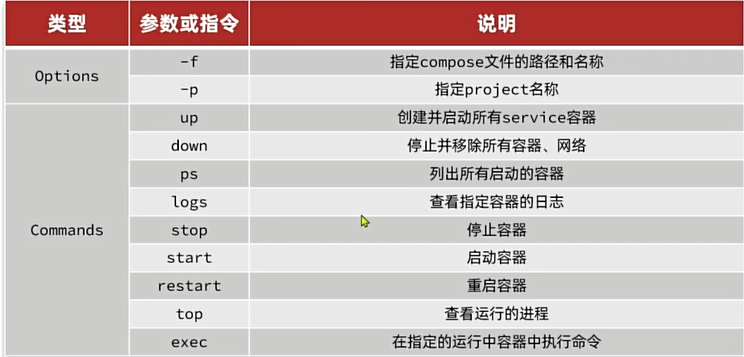 类型 参数或指令 说明
Options -f 指定compose文件的路径和名称
-p 指定project名称
Commands up 创建并启动所有service容器
down 停止并移除所有容器、网络
ps 列出所有启动的容器
logs 查看指定容器的日志
stop 停止容器
start 启动容器
restart 重启容器
top 查看运行的进程
exec 在指定的运行中容器中执行命令